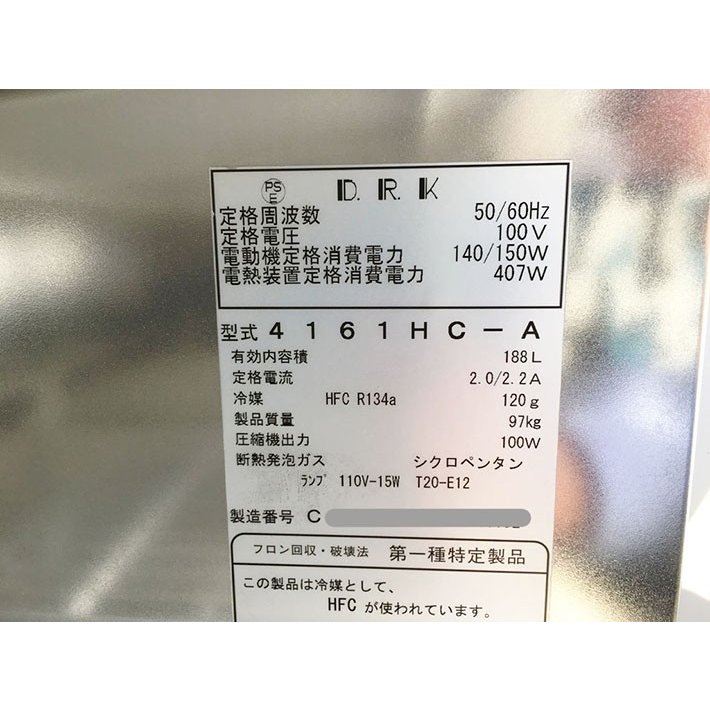 PS E D.R.K
定格周波数 50/60Hz
定格電圧 100V
電動機定格消費電力 140/150W
電熱装置定格消費電力 407W
型式 4161HC-A
有効内容積 188L
定格電流 2.0/2.2A
冷媒 HFC R134a 120g
製品質量 97kg
圧縮機出力 100W
断熱発泡ガス シクロペンタン
ﾗﾝﾌﾟ 110V-15W T20-E12
製造番号 C
フロン回収・破壊法 第一種特定製品
この製品は冷媒として、
HFC が使われています。